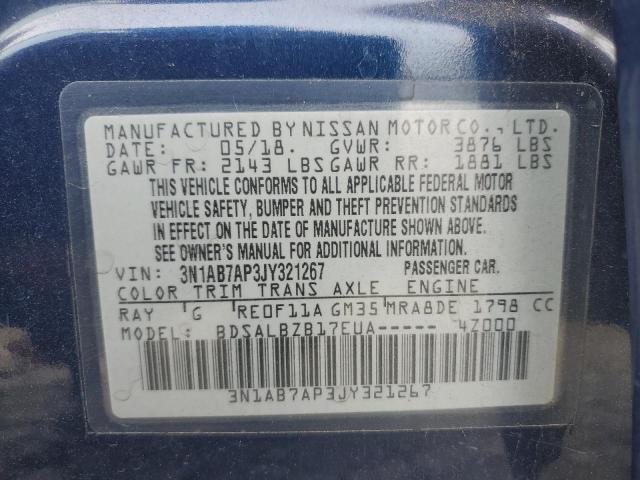 MANUFACTURED BY NISSAN MOTOR CO., LTD.
DATE: 05/18. GVWR: 3876 LBS
GAWR FR: 2143 LBS GAWR RR: 1881 LBS
THIS VEHICLE CONFORMS TO ALL APPLICABLE FEDERAL MOTOR
VEHICLE SAFETY, BUMPER AND THEFT PREVENTION STANDARDS
IN EFFECT ON THE DATE OF MANUFACTURE SHOWN ABOVE.
SEE OWNER'S MANUAL FOR ADDITIONAL INFORMATION.
VIN: 3N1AB7AP3JY321267 PASSENGER CAR.
COLOR TRIM TRANS AXLE ENGINE
RAY G RE0F11A GM35 MRA8DE 1798 CC
MODEL: BDSALBZB17EUA----- 4Z000
3N1AB7AP3JY321267